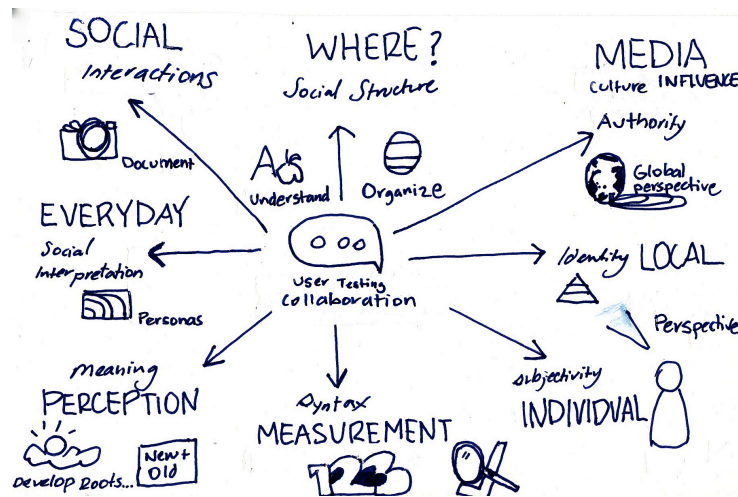 SOCIAL
Interactions
Document
WHERE?
Social Structure
A
Understand
Organize
MEDIA
Culture INFLUENCE
Authority
Global
perspective
EVERYDAY
Social
Interpretation
Personas
User Testing
Collaboration
Identity LOCAL
Perspective
Meaning
PERCEPTION
Develop Roots...
New +
Old
Syntax
MEASUREMENT
123
Subjectivity
INDIVIDUAL